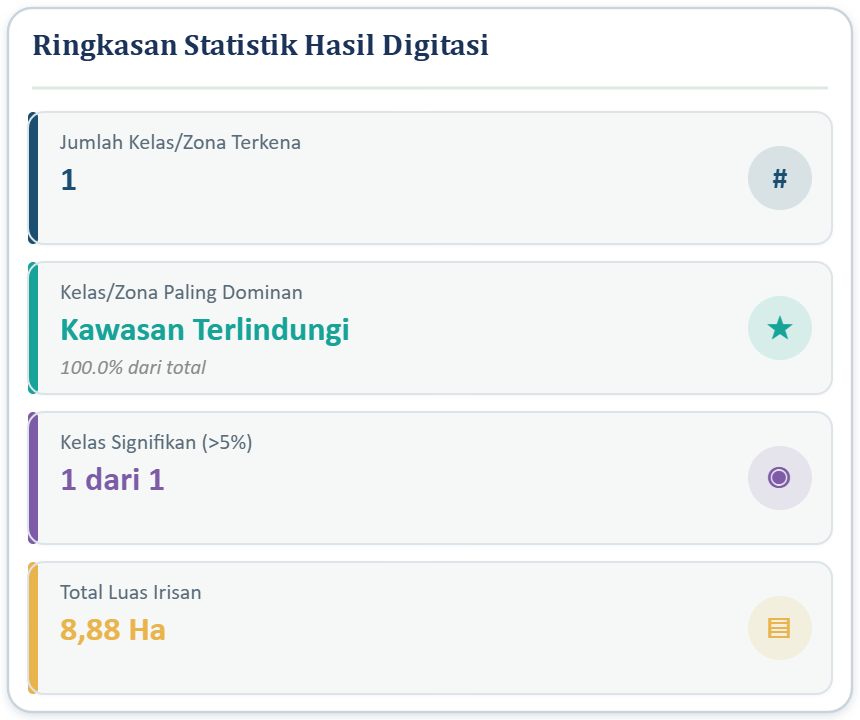 Ringkasan Statistik Hasil Digitasi
Jumlah Kelas/Zona Terkena
1
#
Kelas/Zona Paling Dominan
Kawasan Terlindungi
100.0% dari total
Kelas Signifikan (>5%)
1 dari 1
Total Luas Irisan
8,88 Ha